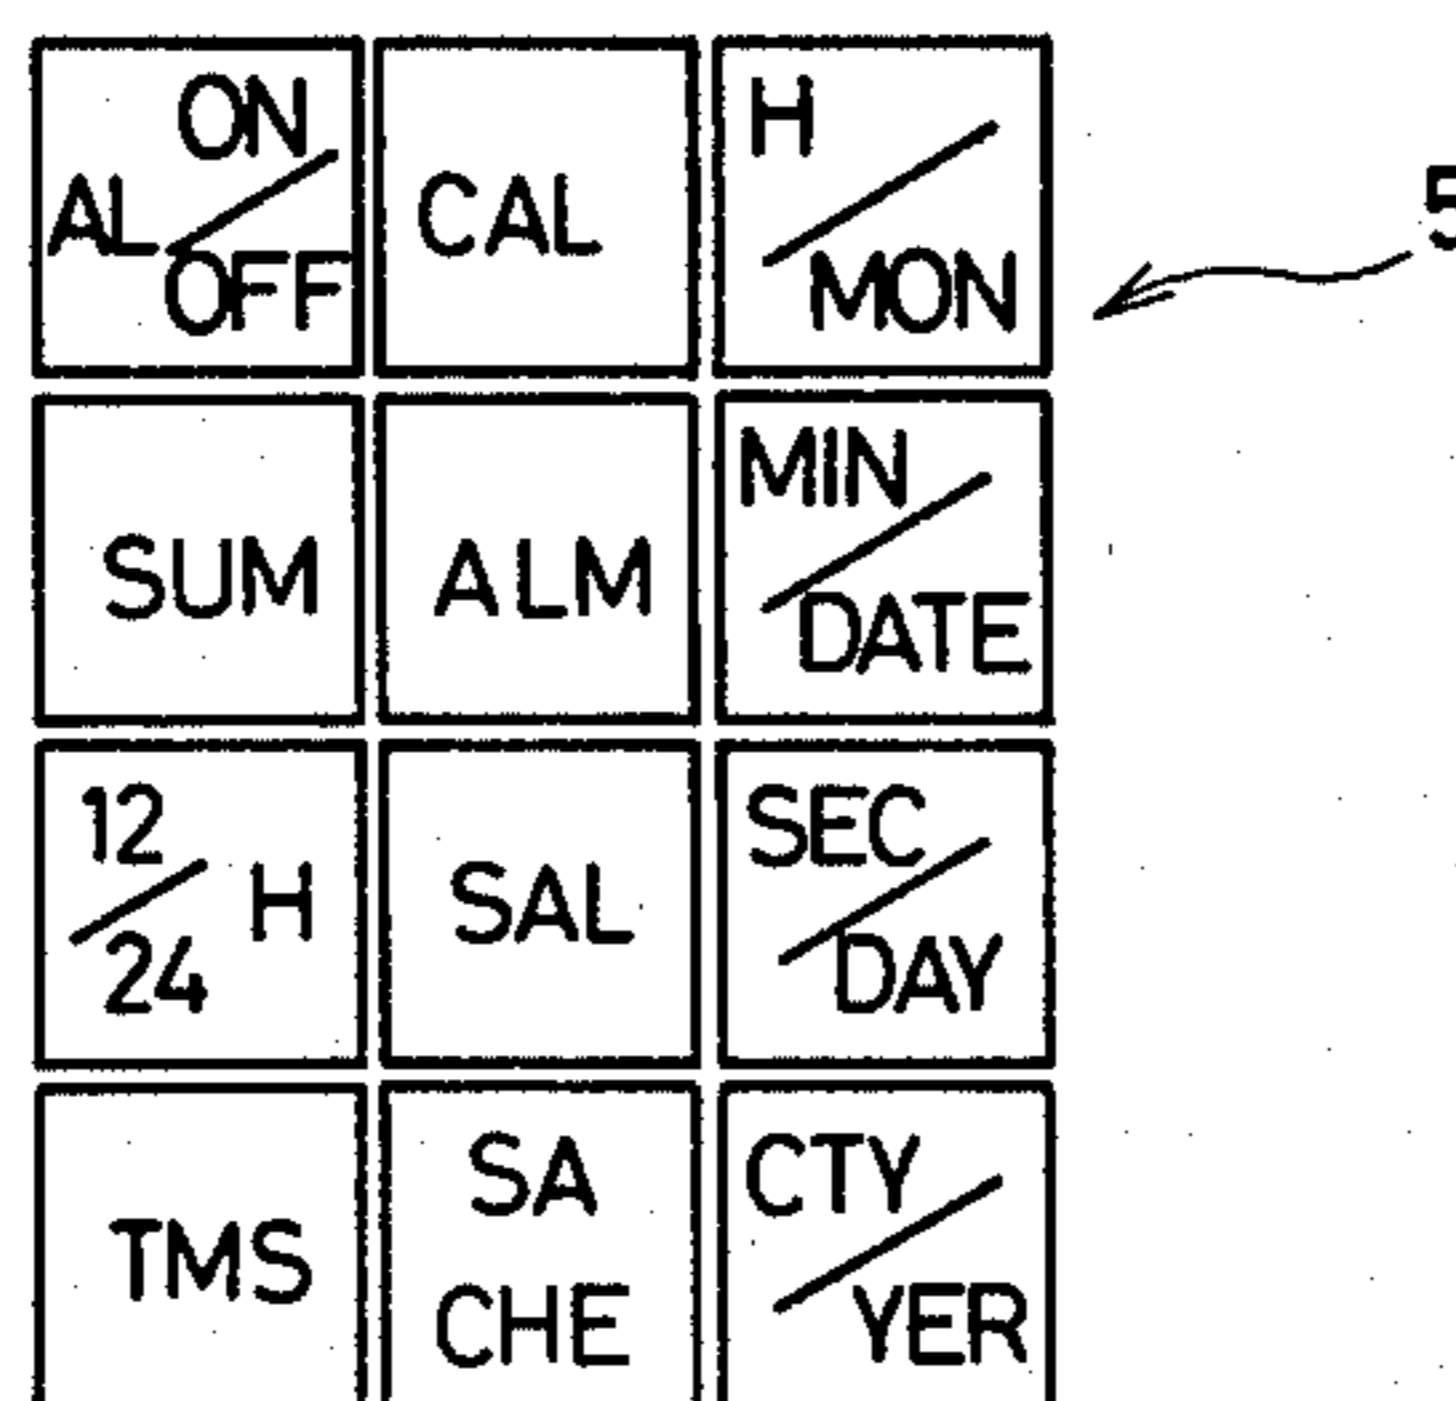 AL ON/OFF
CAL
H/MON
5
SUM
ALM
MIN/DATE
12/24 H
SAL
SEC/DAY
TMS
SA
CHE
CTY/YER